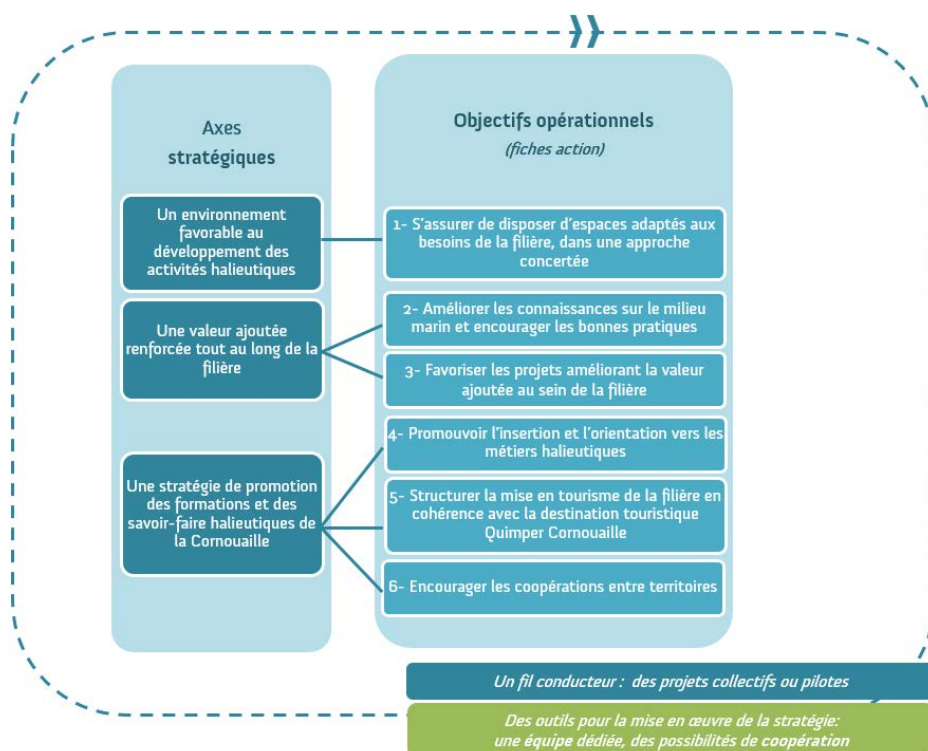 Axes
stratégiques
Un environnement
favorable au
développement des
activités halieutiques
Une valeur ajoutée
renforcée tout au long de la
filière
Une stratégie de promotion
des formations et des
savoir-faire halieutiques de
la Cornouaille
Objectifs opérationnels
(fiches action)
1- S'assurer de disposer d'espaces adaptés aux
besoins de la filière, dans une approche
concertée
2- Améliorer les connaissances sur le milieu
marin et encourager les bonnes pratiques
3- Favoriser les projets améliorant la valeur
ajoutée au sein de la filière
4- Promouvoir l'insertion et l'orientation vers les
métiers halieutiques
5- Structurer la mise en tourisme de la filière en
cohérence avec la destination touristique
Quimper Cornouaille
6- Encourager les coopérations entre territoires
Un fil conducteur : des projets collectifs ou pilotes
Des outils pour la mise en œuvre de la stratégie:
une équipe dédiée, des possibilités de coopération